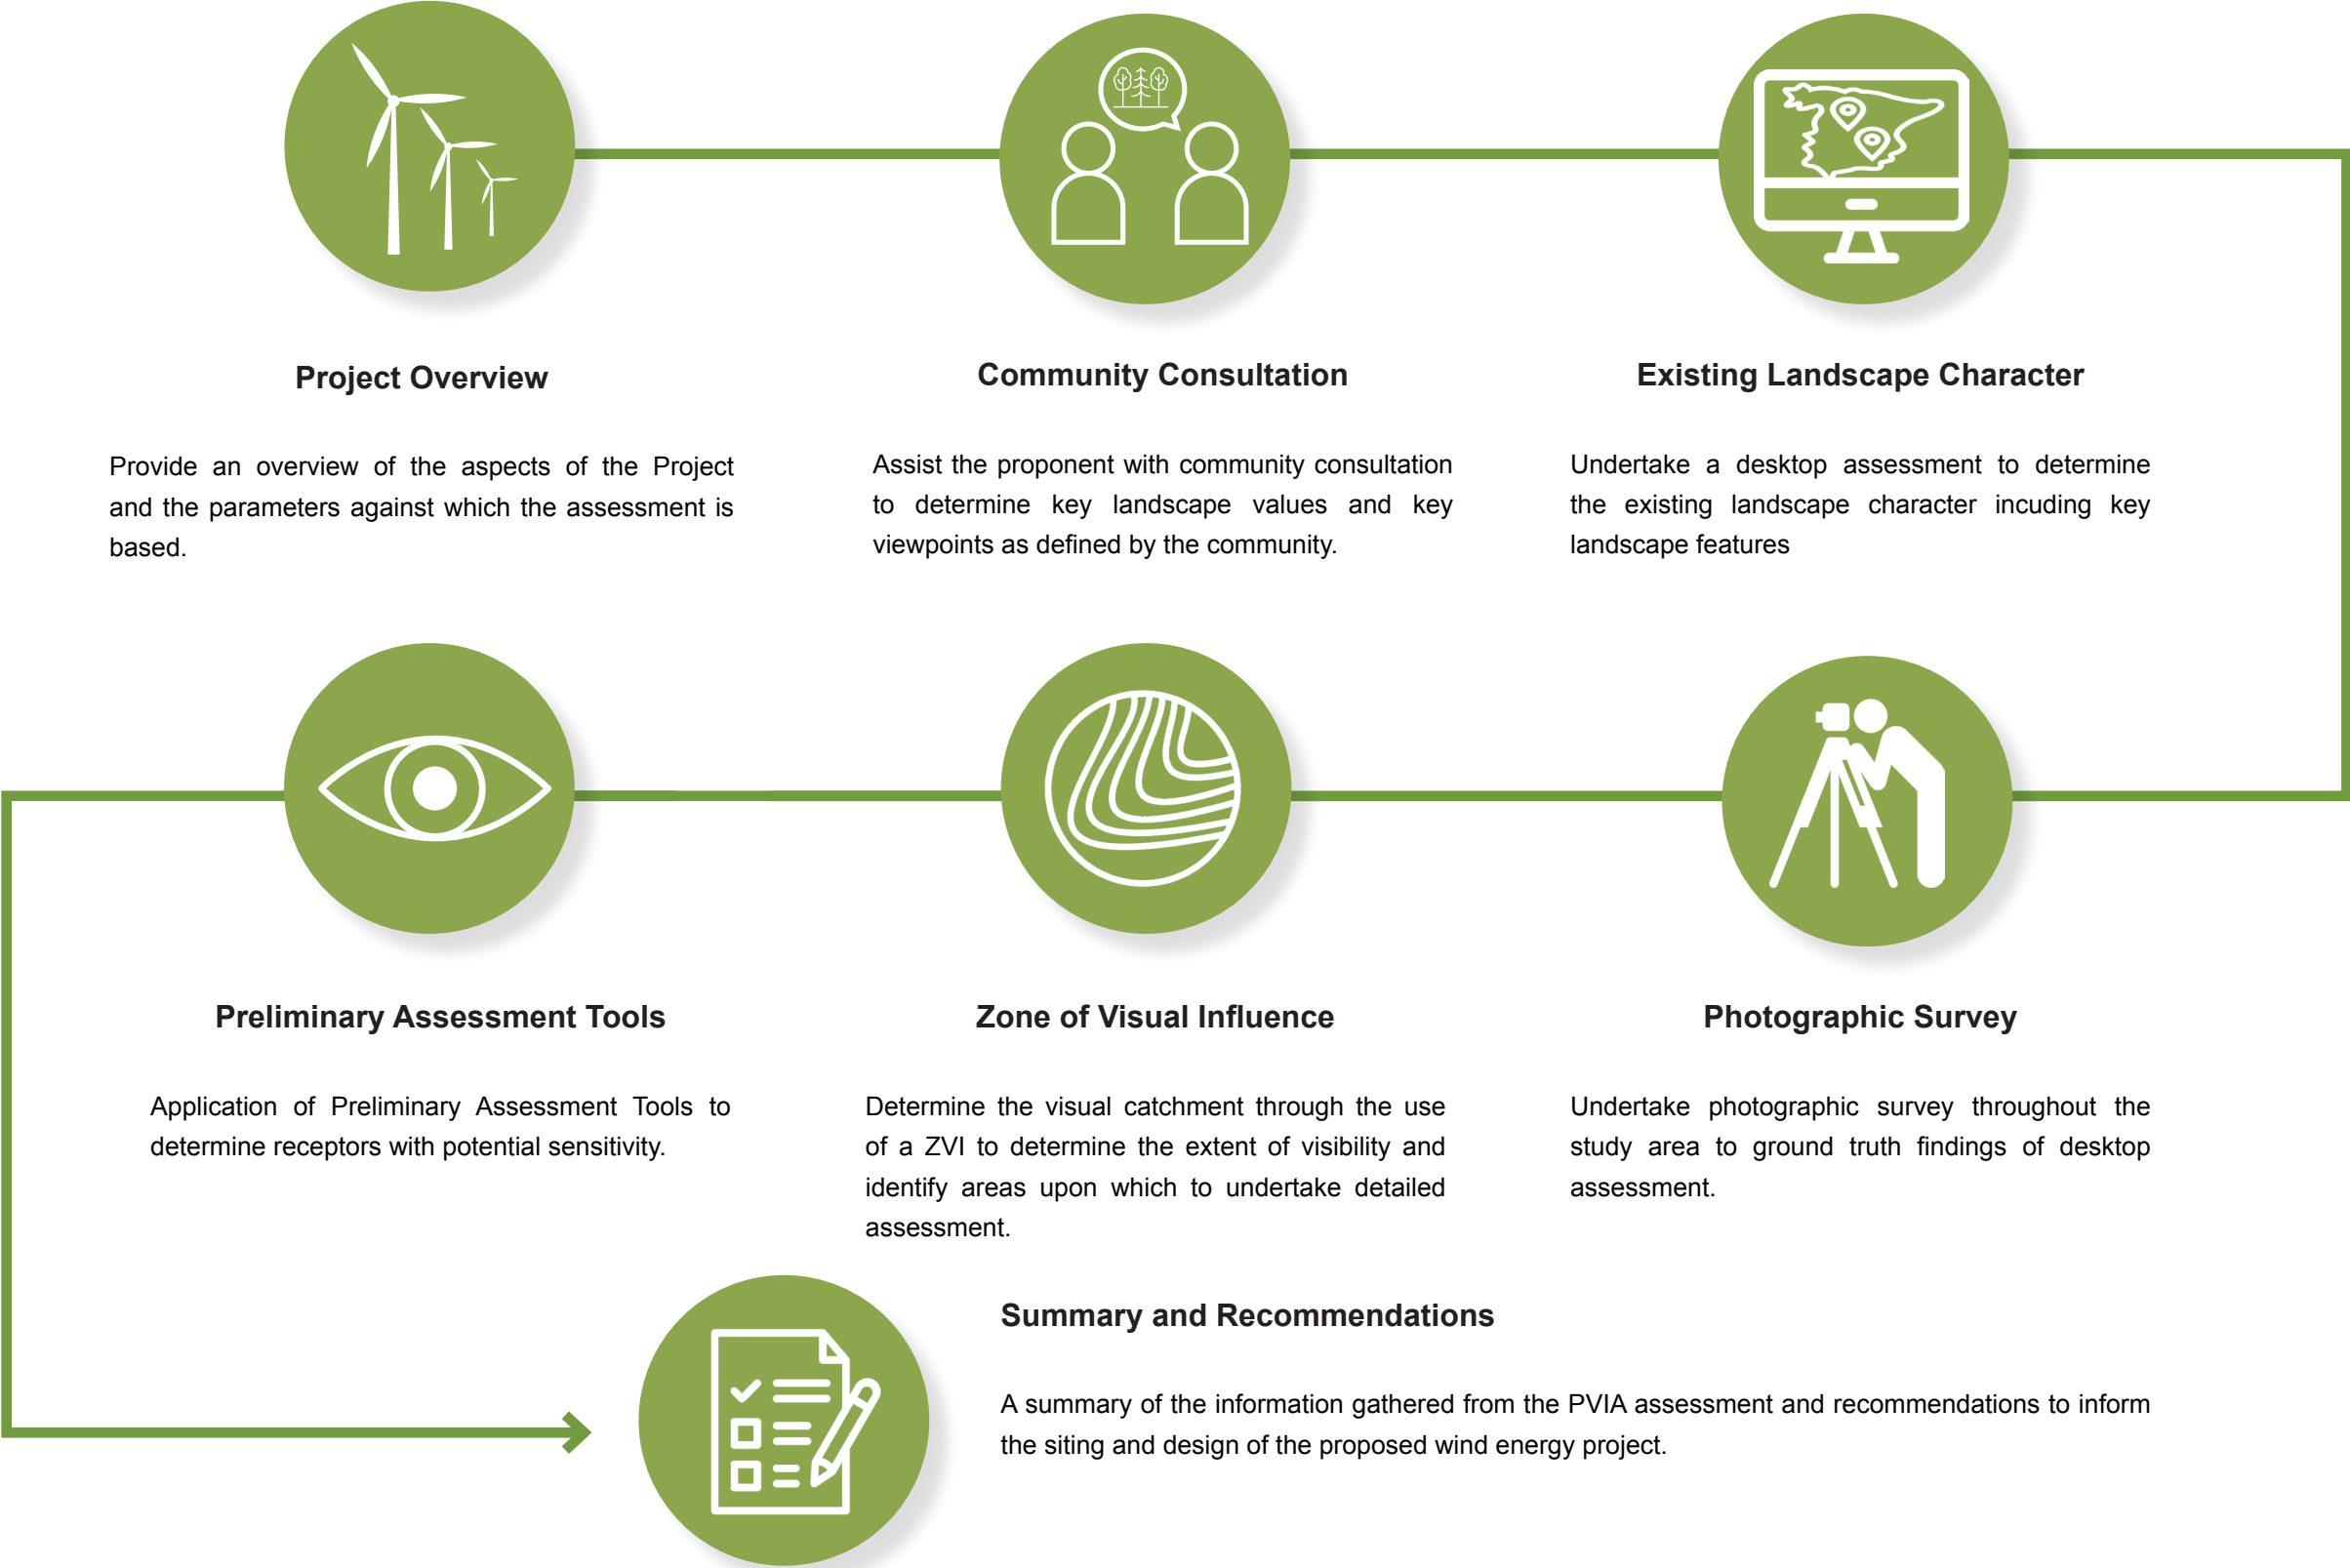 Project Overview
Provide an overview of the aspects of the Project
and the parameters against which the assessment is
based.
Community Consultation
Assist the proponent with community consultation
to determine key landscape values and key
viewpoints as defined by the community.
Existing Landscape Character
Undertake a desktop assessment to determine
the existing landscape character incuding key
landscape features
Photographic Survey
Undertake photographic survey throughout the
study area to ground truth findings of desktop
assessment.
Zone of Visual Influence
Determine the visual catchment through the use
of a ZVI to determine the extent of visibility and
identify areas upon which to undertake detailed
assessment.
Preliminary Assessment Tools
Application of Preliminary Assessment Tools to
determine receptors with potential sensitivity.
Summary and Recommendations
A summary of the information gathered from the PVIA assessment and recommendations to inform
the siting and design of the proposed wind energy project.